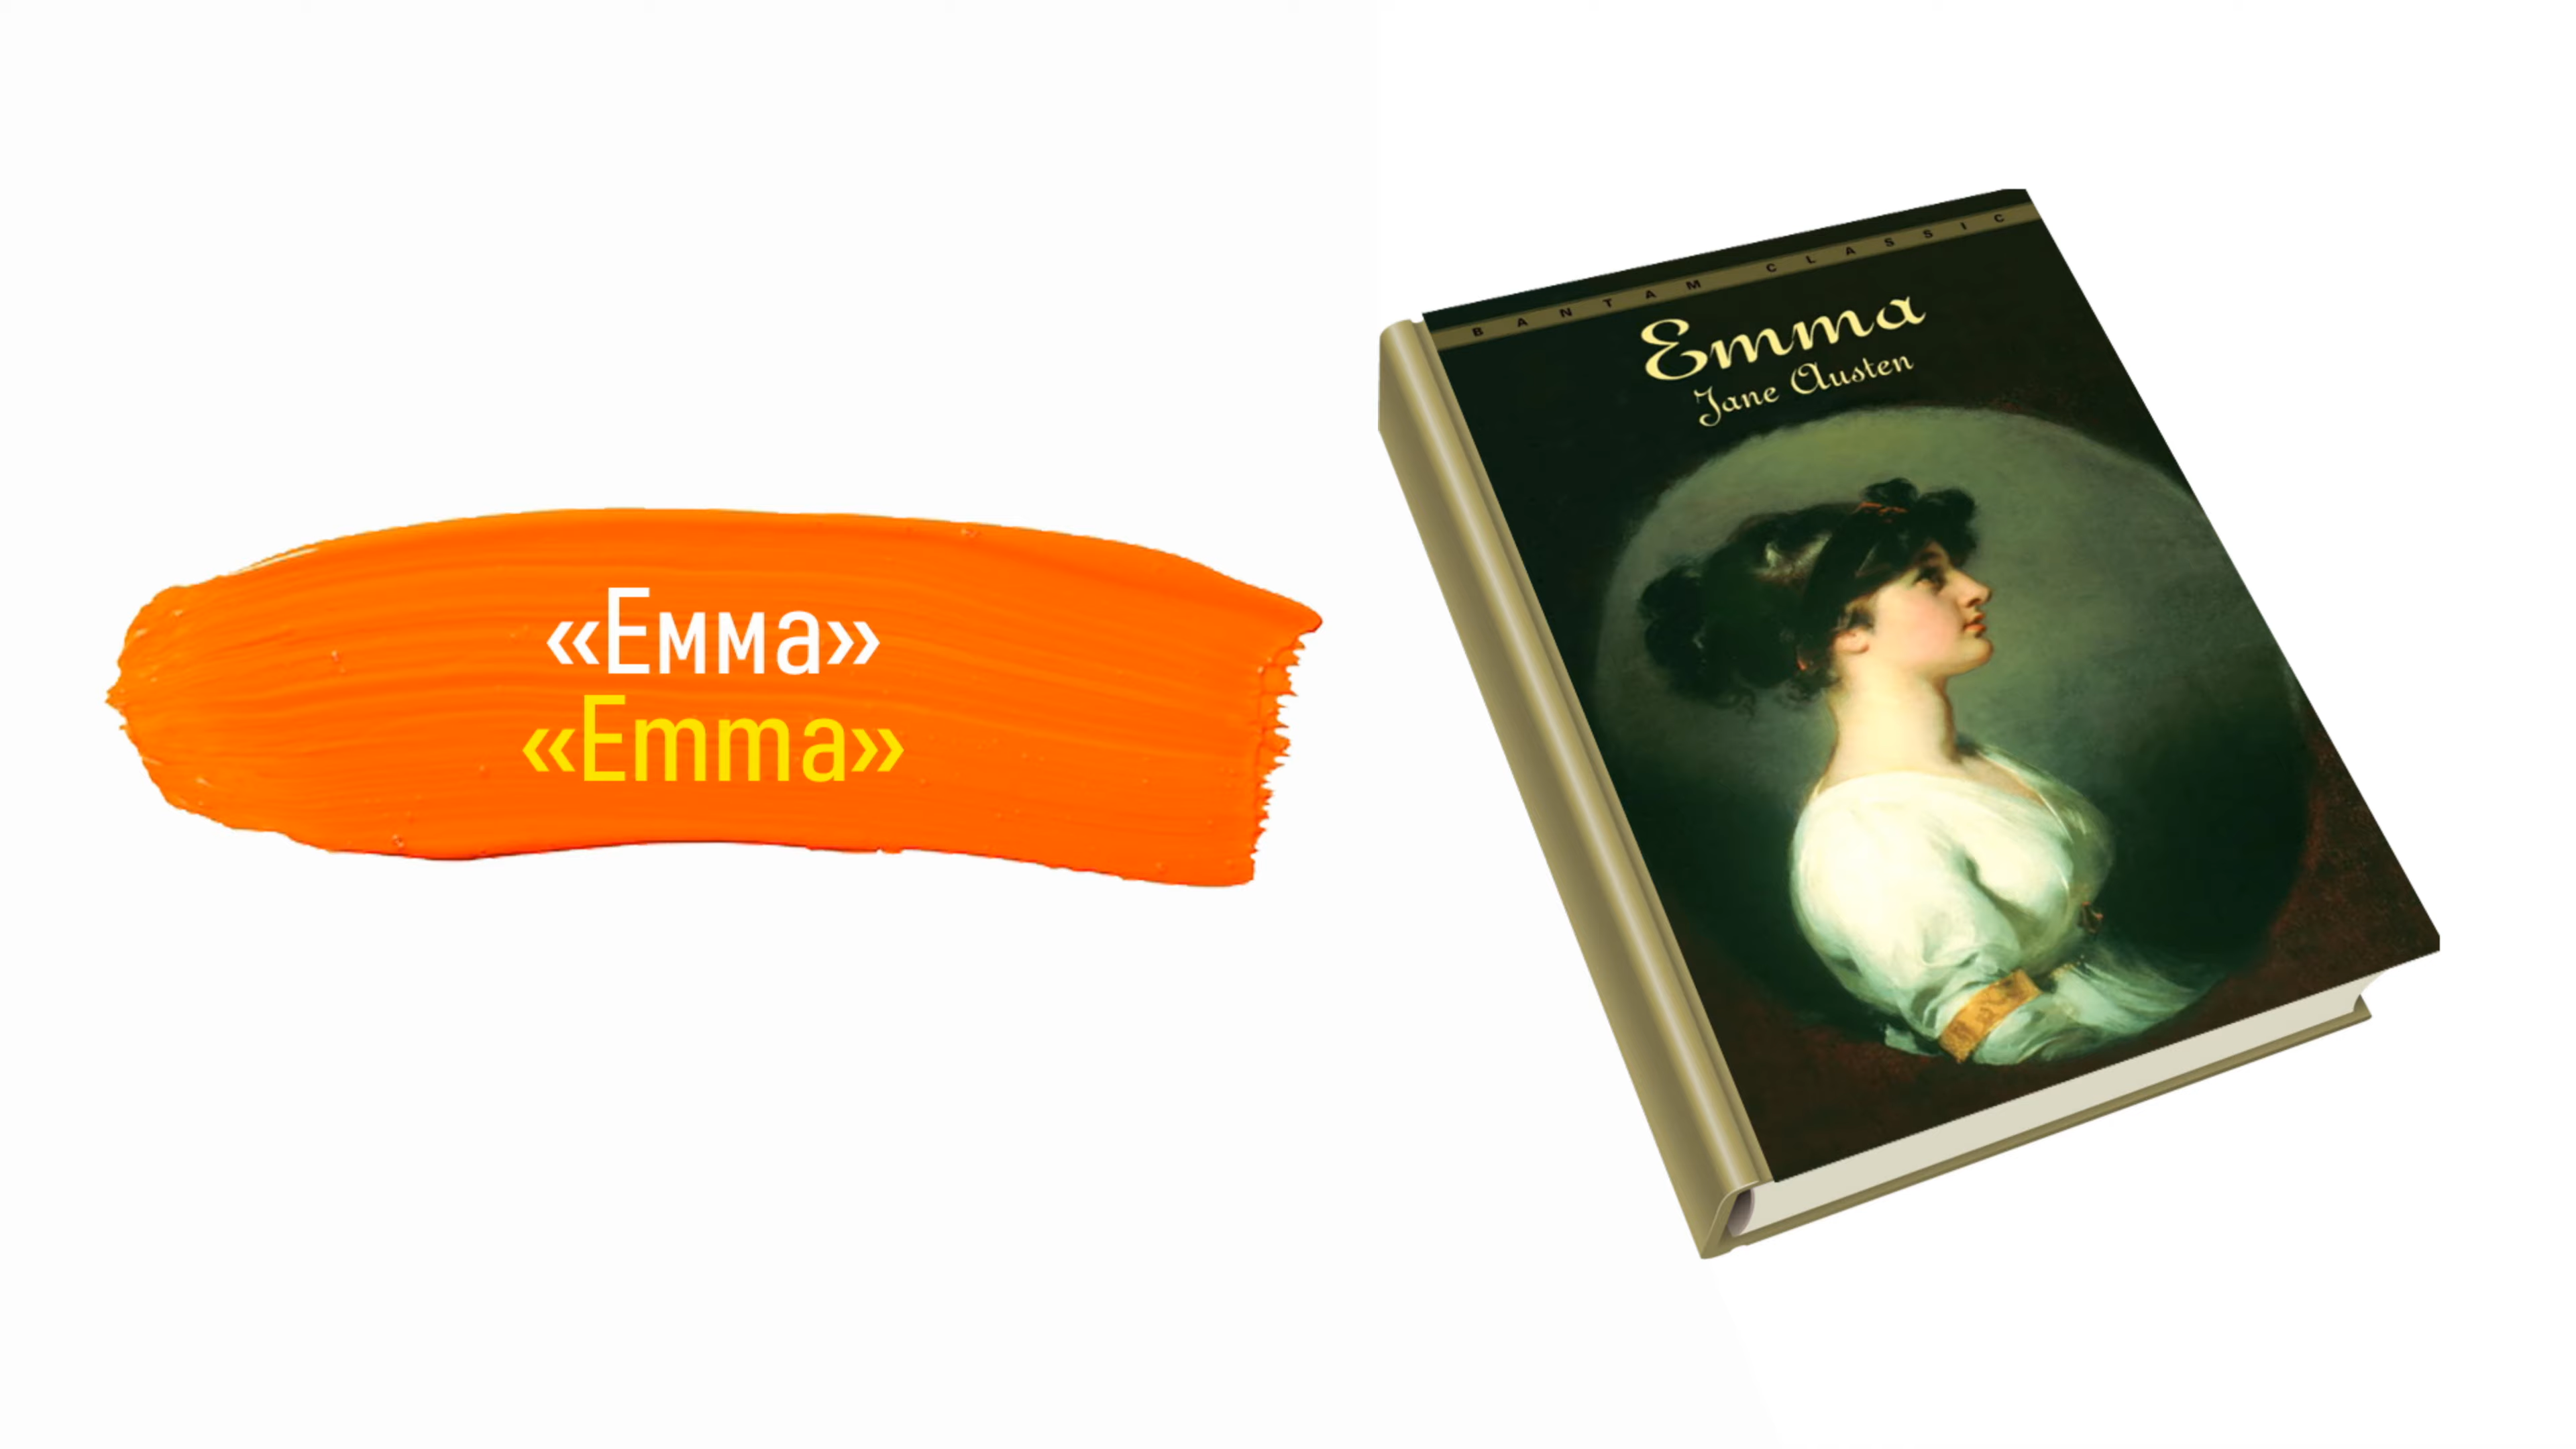 «Емма»
«Emma»
BANTAM CLASSIC
Emma
Jane Austen